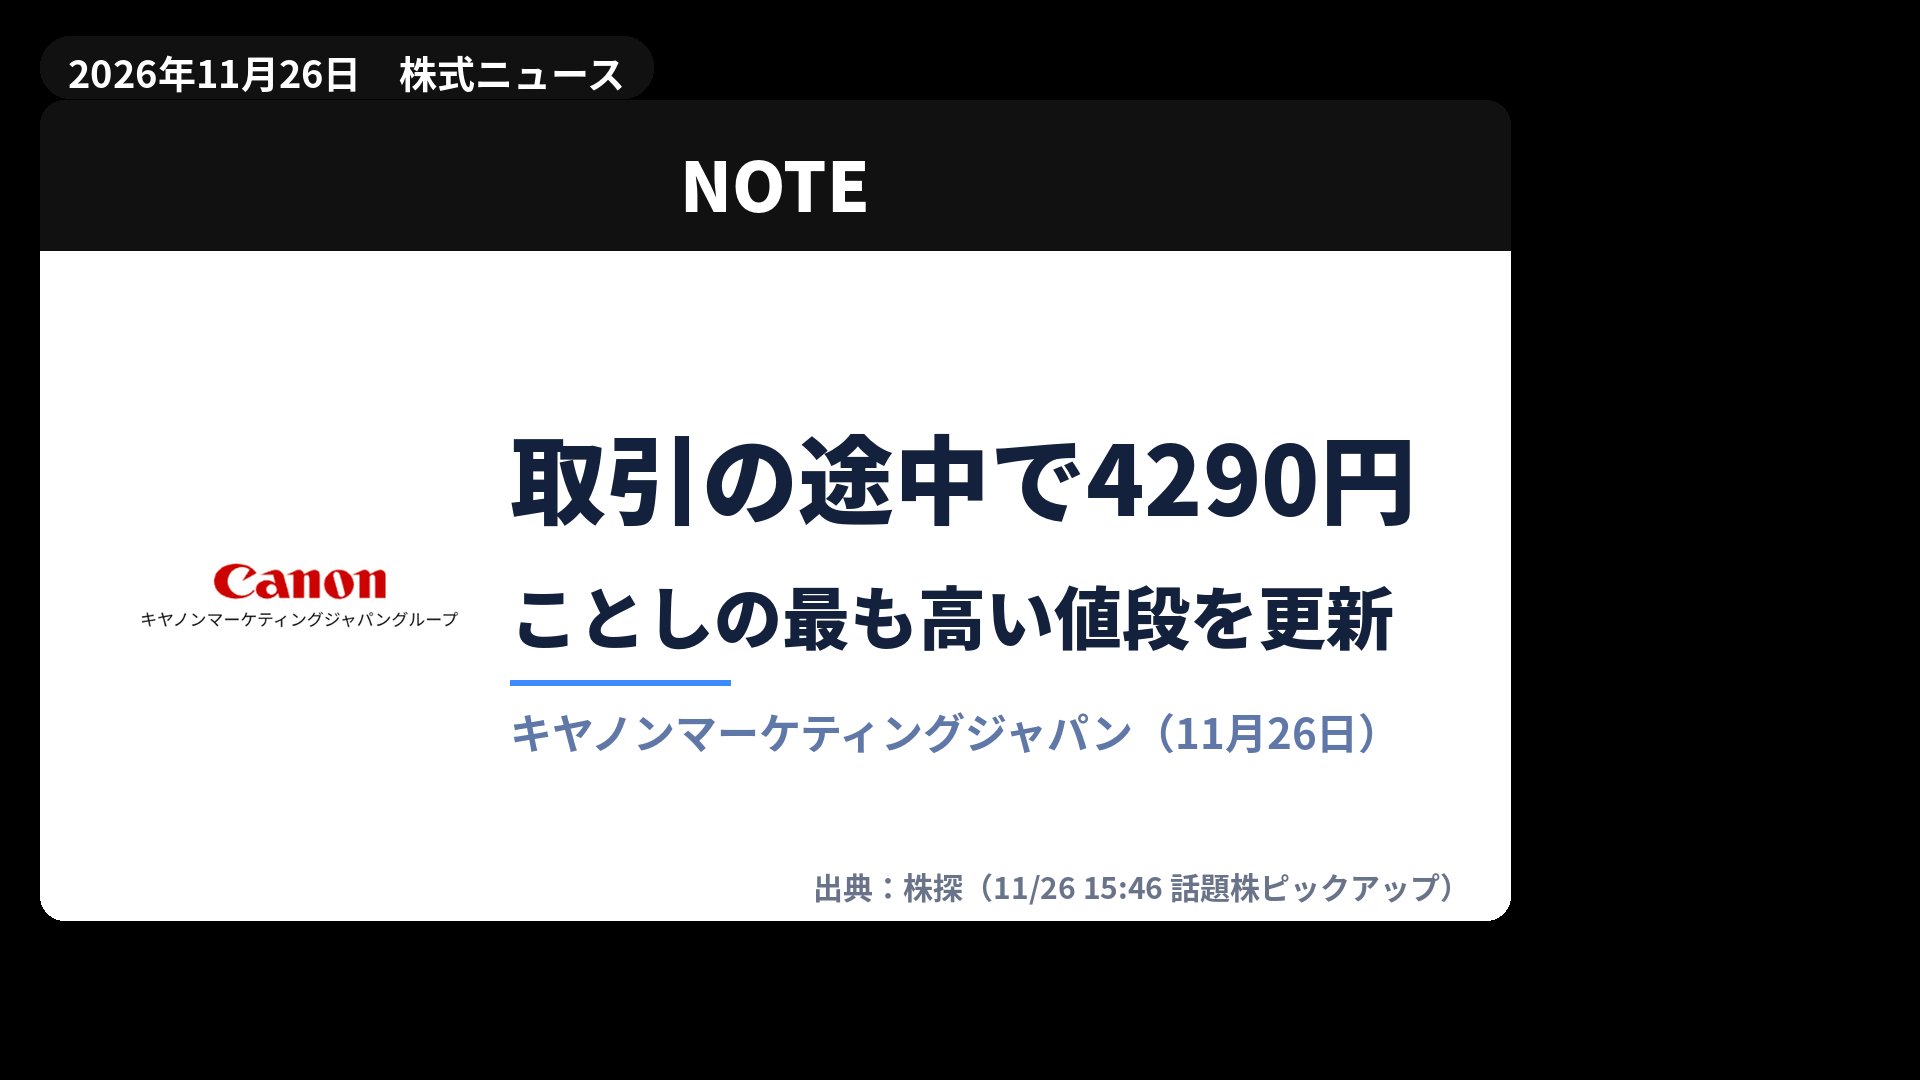 2026年11月26日　株式ニュース
NOTE
取引の途中で4290円
ことしの最も高い値段を更新
Canon
キヤノンマーケティングジャパングループ
キヤノンマーケティングジャパン（11月26日）
出典：株探（11/26 15:46 話題株ピックアップ）